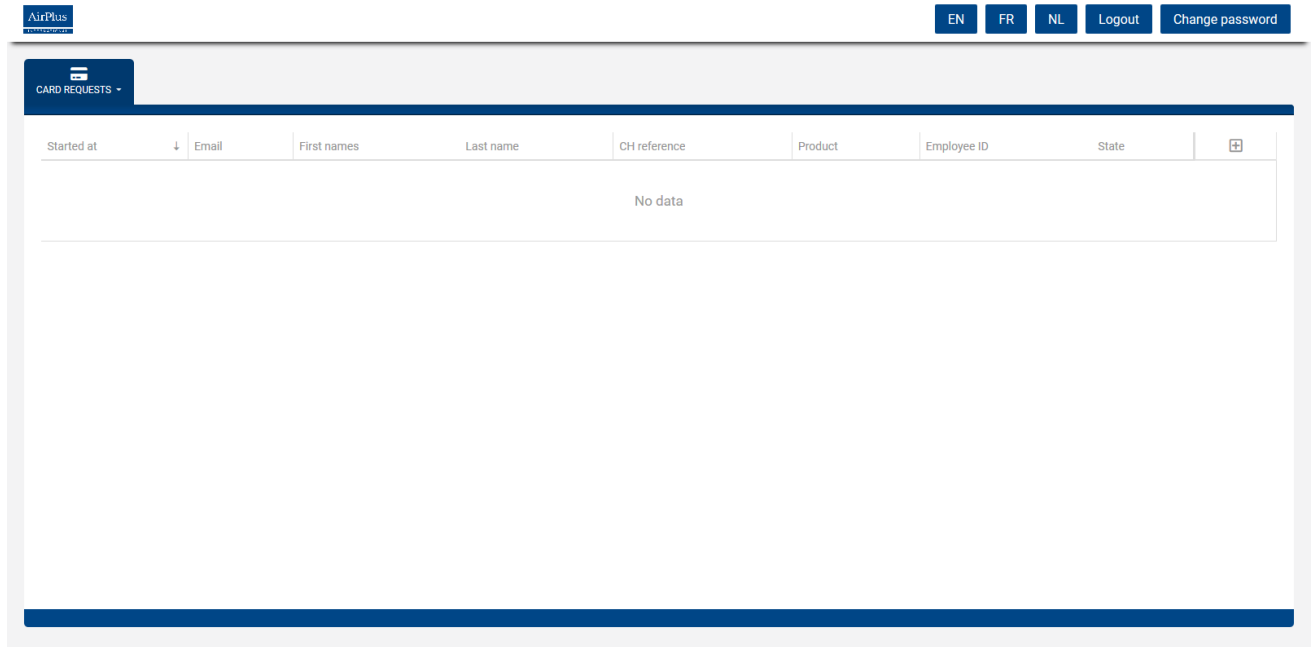 AirPlus
EN FR NL Logout Change password
CARD REQUESTS
Started at Email First names Last name CH reference Product Employee ID State
No data